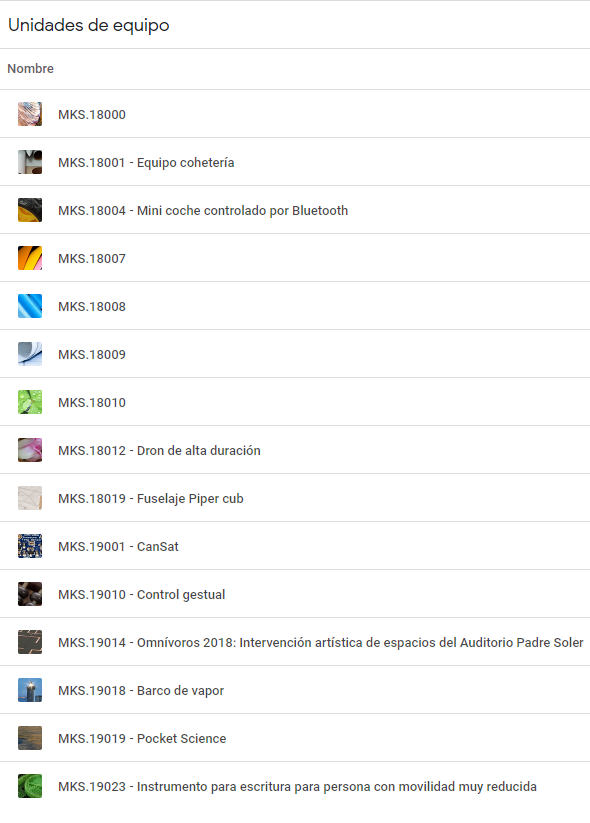 Unidades de equipo
Nombre
MKS.18000
MKS.18001 - Equipo cohetería
MKS.18004 - Mini coche controlado por Bluetooth
MKS.18007
MKS.18008
MKS.18009
MKS.18010
MKS.18012 - Dron de alta duración
MKS.18019 - Fuselaje Piper cub
MKS.19001 - CanSat
MKS.19010 - Control gestual
MKS.19014 - Omnívoros 2018: Intervención artística de espacios del Auditorio Padre Soler
MKS.19018 - Barco de vapor
MKS.19019 - Pocket Science
MKS.19023 - Instrumento para escritura para persona con movilidad muy reducida